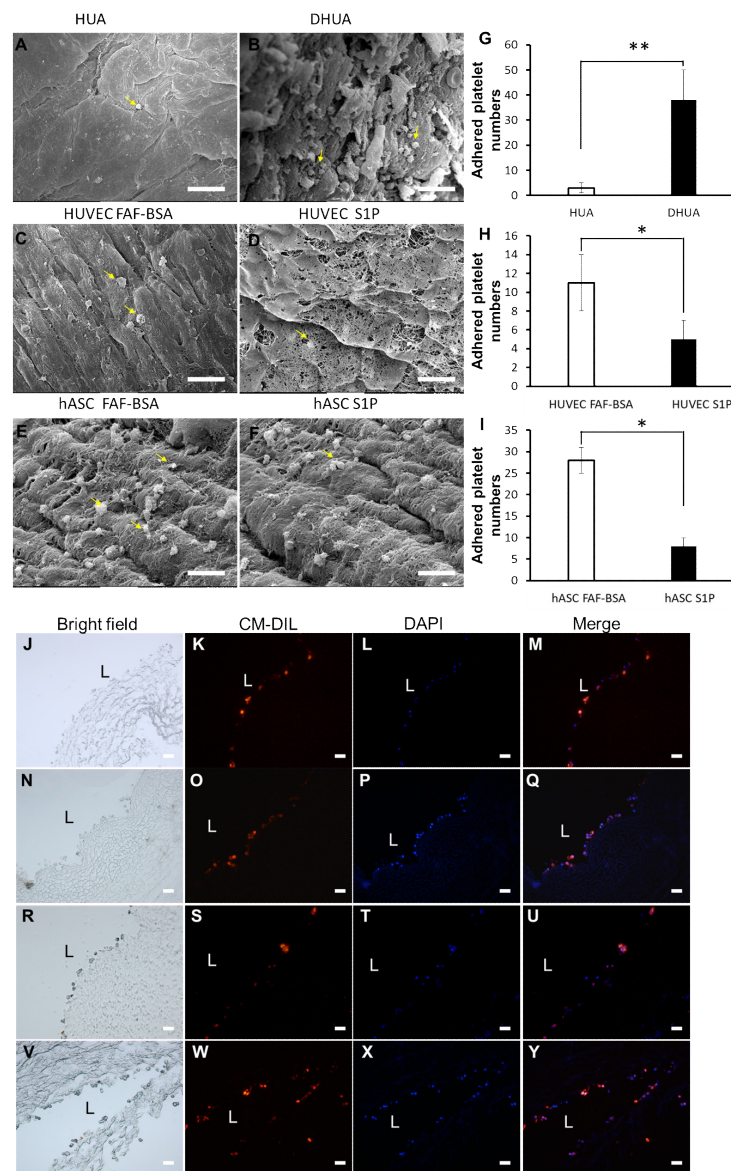 HUA DHUA
A B
HUVEC FAF-BSA HUVEC S1P
C D
hASC FAF-BSA hASC S1P
E F
G
Adhered platelet
numbers
60
50
40
30
20
10
0
**
HUA DHUA
H
Adhered platelet
numbers
16
14
12
10
8
6
4
2
0
*
HUVEC FAF-BSA HUVEC S1P
I
Adhered platelet
numbers
35
30
25
20
15
10
5
0
*
hASC FAF-BSA hASC S1P
Bright field CM-DIL DAPI Merge
J L K L L L M L
N L O L P L Q L
R L S L T L U L
V L W L X L Y L